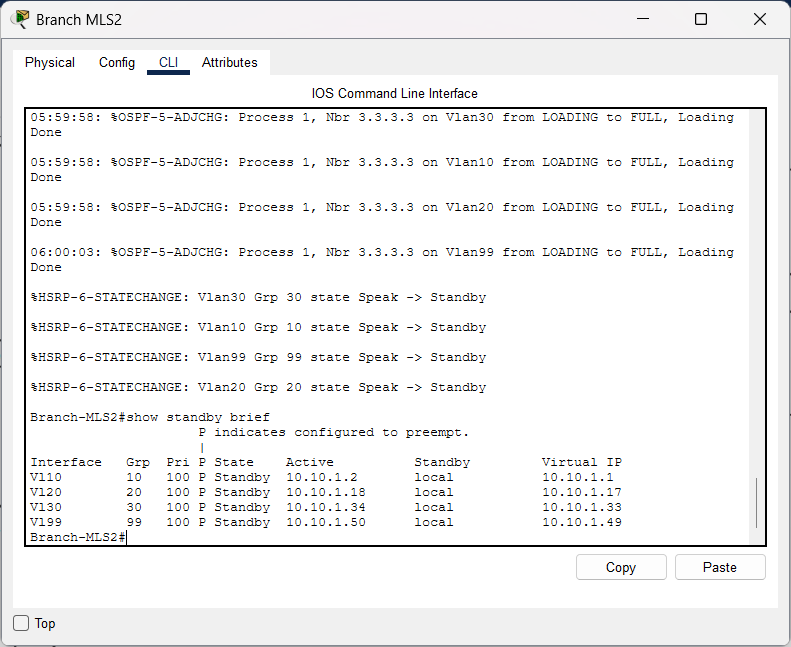 Branch MLS2
Physical Config CLI Attributes
IOS Command Line Interface
05:59:58: %OSPF-5-ADJCHG: Process 1, Nbr 3.3.3.3 on Vlan30 from LOADING to FULL, Loading
Done
05:59:58: %OSPF-5-ADJCHG: Process 1, Nbr 3.3.3.3 on Vlan10 from LOADING to FULL, Loading
Done
05:59:58: %OSPF-5-ADJCHG: Process 1, Nbr 3.3.3.3 on Vlan20 from LOADING to FULL, Loading
Done
06:00:03: %OSPF-5-ADJCHG: Process 1, Nbr 3.3.3.3 on Vlan99 from LOADING to FULL, Loading
Done
%HSRP-6-STATECHANGE: Vlan30 Grp 30 state Speak -> Standby
%HSRP-6-STATECHANGE: Vlan10 Grp 10 state Speak -> Standby
%HSRP-6-STATECHANGE: Vlan99 Grp 99 state Speak -> Standby
%HSRP-6-STATECHANGE: Vlan20 Grp 20 state Speak -> Standby
Branch-MLS2#show standby brief
                     P indicates configured to preempt.
                     |
Interface   Grp  Pri P State   Active          Standby         Virtual IP
Vl10        10   100 P Standby 10.10.1.2       local           10.10.1.1
Vl20        20   100 P Standby 10.10.1.18      local           10.10.1.17
Vl30        30   100 P Standby 10.10.1.34      local           10.10.1.33
Vl99        99   100 P Standby 10.10.1.50      local           10.10.1.49
Branch-MLS2#
Copy Paste
Top